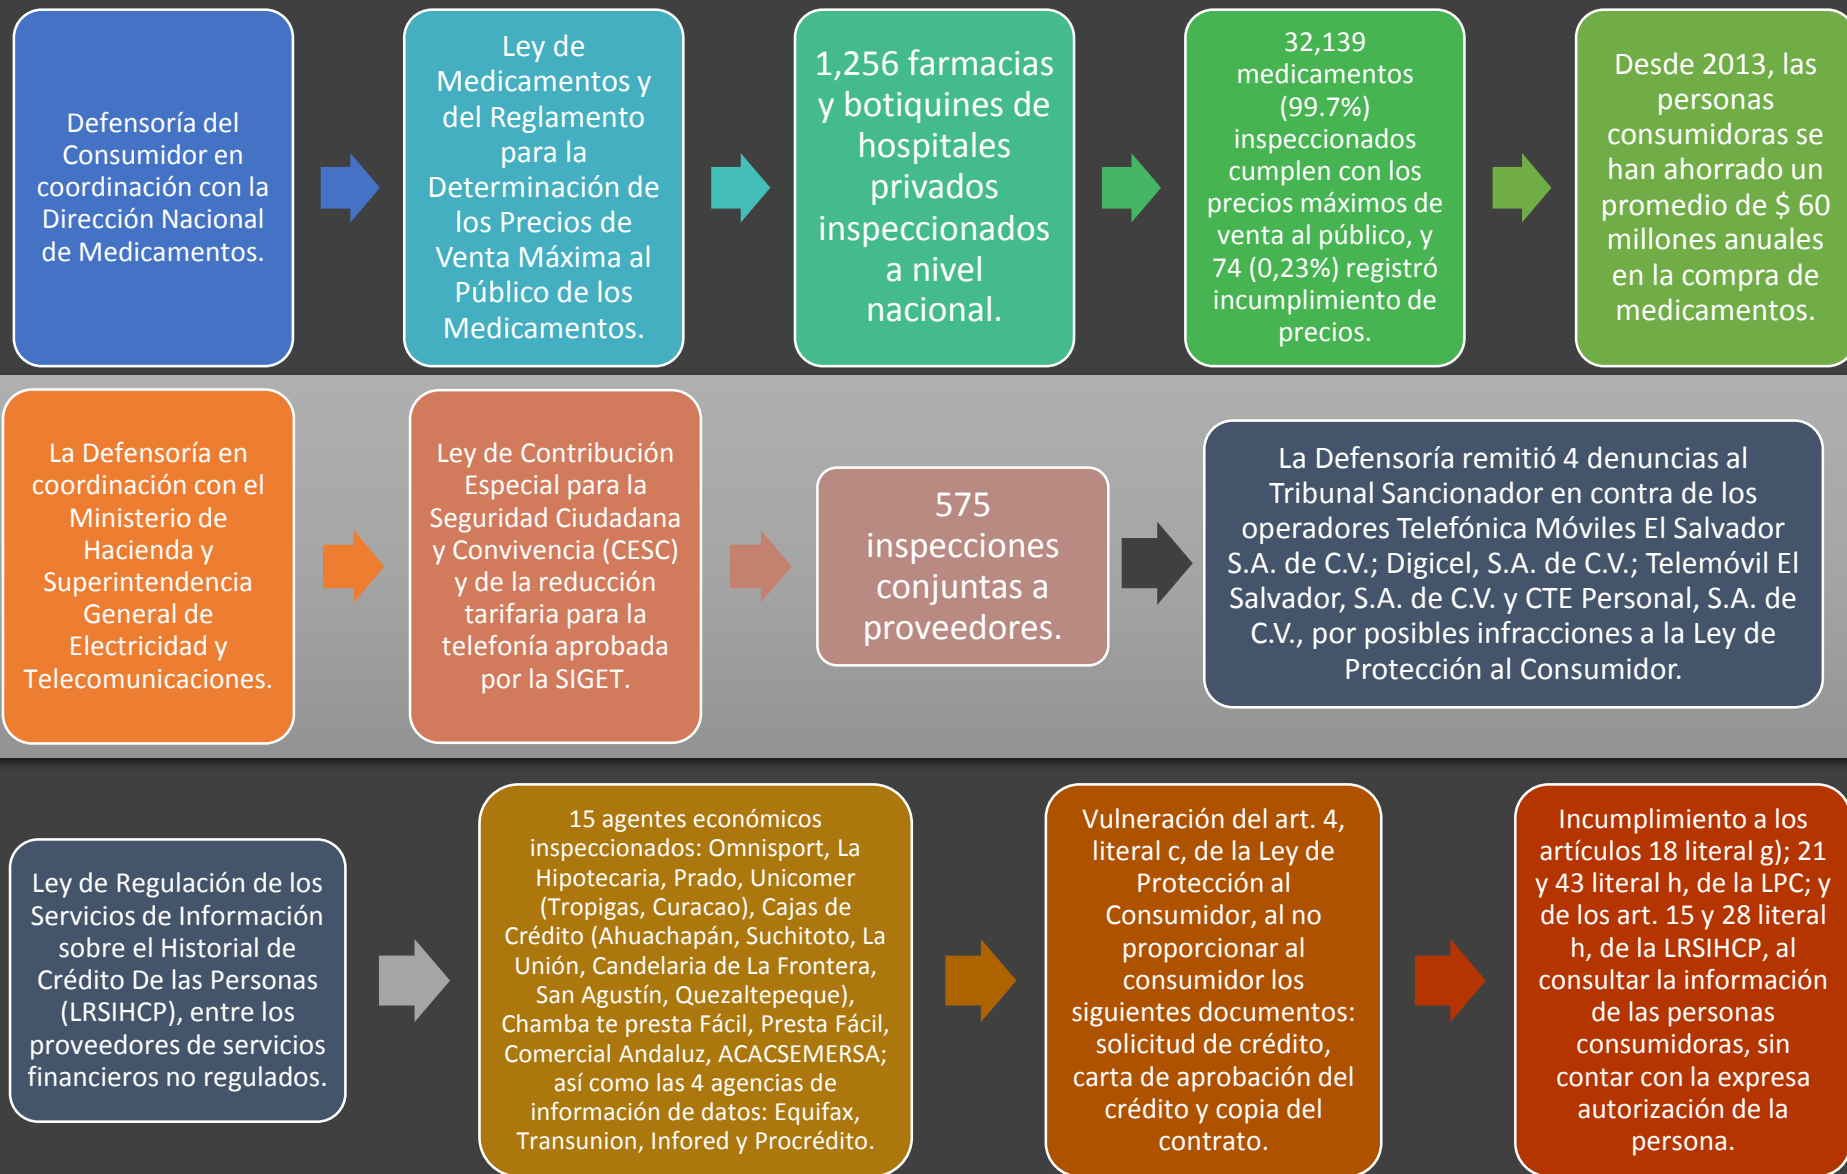 Defensoría del
Consumidor en
coordinación con la
Dirección Nacional
de Medicamentos.
Ley de
Medicamentos y
del Reglamento
para la
Determinación de
los Precios de
Venta Máxima al
Público de los
Medicamentos.
1,256 farmacias
y botiquines de
hospitales
privados
inspeccionados
a nivel
nacional.
32,139
medicamentos
(99.7%)
inspeccionados
cumplen con los
precios máximos de
venta al público, y
74 (0,23%) registró
incumplimiento de
precios.
Desde 2013, las
personas
consumidoras se
han ahorrado un
promedio de $ 60
millones anuales
en la compra de
medicamentos.
La Defensoría en
coordinación con el
Ministerio de
Hacienda y
Superintendencia
General de
Electricidad y
Telecomunicaciones.
Ley de Contribución
Especial para la
Seguridad Ciudadana
y Convivencia (CESC)
y de la reducción
tarifaria para la
telefonía aprobada
por la SIGET.
575
inspecciones
conjuntas a
proveedores.
La Defensoría remitió 4 denuncias al
Tribunal Sancionador en contra de los
operadores Telefónica Móviles El Salvador
S.A. de C.V.; Digicel, S.A. de C.V.; Telemóvil El
Salvador, S.A. de C.V. y CTE Personal, S.A. de
C.V., por posibles infracciones a la Ley de
Protección al Consumidor.
Ley de Regulación de los
Servicios de Información
sobre el Historial de
Crédito De las Personas
(LRSIHCP), entre los
proveedores de servicios
financieros no regulados.
15 agentes económicos
inspeccionados: Omnisport, La
Hipotecaria, Prado, Unicomer
(Tropigas, Curacao), Cajas de
Crédito (Ahuachapán, Suchitoto, La
Unión, Candelaria de La Frontera,
San Agustín, Quezaltepeque),
Chamba te presta Fácil, Presta Fácil,
Comercial Andaluz, ACACSEMERSA;
así como las 4 agencias de
información de datos: Equifax,
Transunion, Infored y Procrédito.
Vulneración del art. 4,
literal c, de la Ley de
Protección al
Consumidor, al no
proporcionar al
consumidor los
siguientes documentos:
solicitud de crédito,
carta de aprobación del
crédito y copia del
contrato.
Incumplimiento a los
artículos 18 literal g); 21
y 43 literal h, de la LPC; y
de los art. 15 y 28 literal
h, de la LRSIHCP, al
consultar la información
de las personas
consumidoras, sin
contar con la expresa
autorización de la
persona.